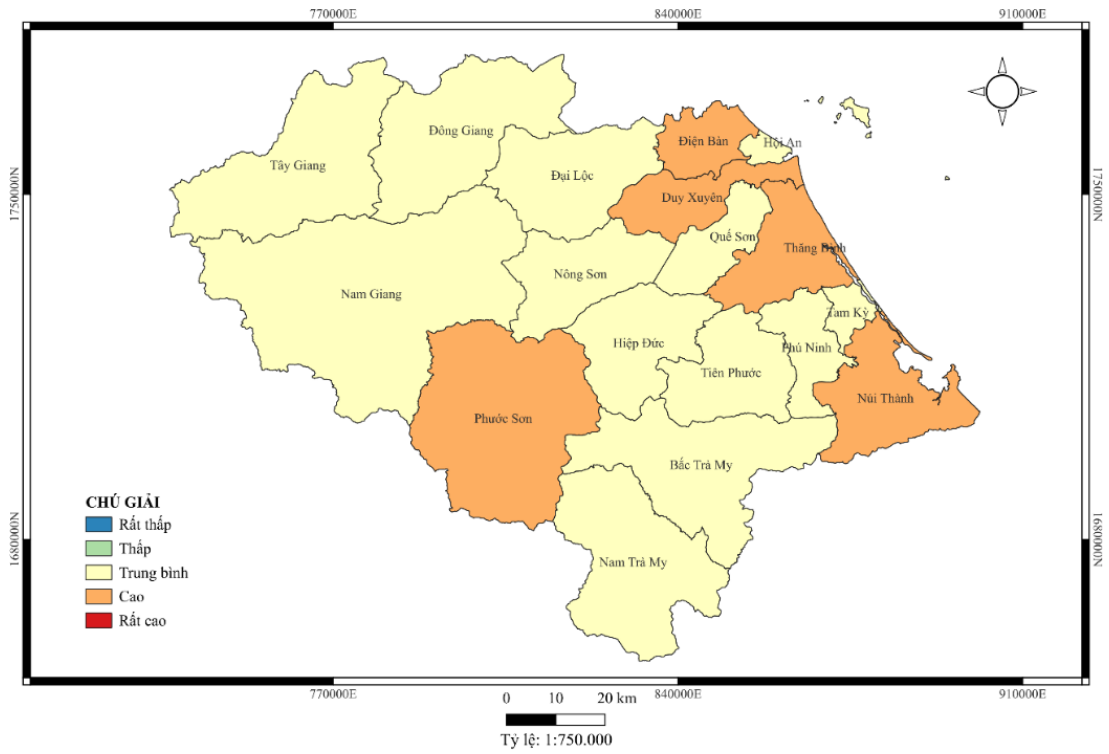 770000E 840000E 910000E
Đông Giang
Điện Bàn
Hội An
Tây Giang
Đại Lộc
1750000N 1750000N
Duy Xuyên
Quế Sơn
Thăng Bình
Nông Sơn
Nam Giang
Tam Kỳ
Hiệp Đức
Phú Ninh
Tiên Phước
Núi Thành
Phước Sơn
Bắc Trà My
CHÚ GIẢI
Rất thấp
Thấp
1680000N 1680000N
Nam Trà My
Trung bình
Cao
Rất cao
770000E 840000E 910000E
0 10 20 km
Tỷ lệ: 1:750.000